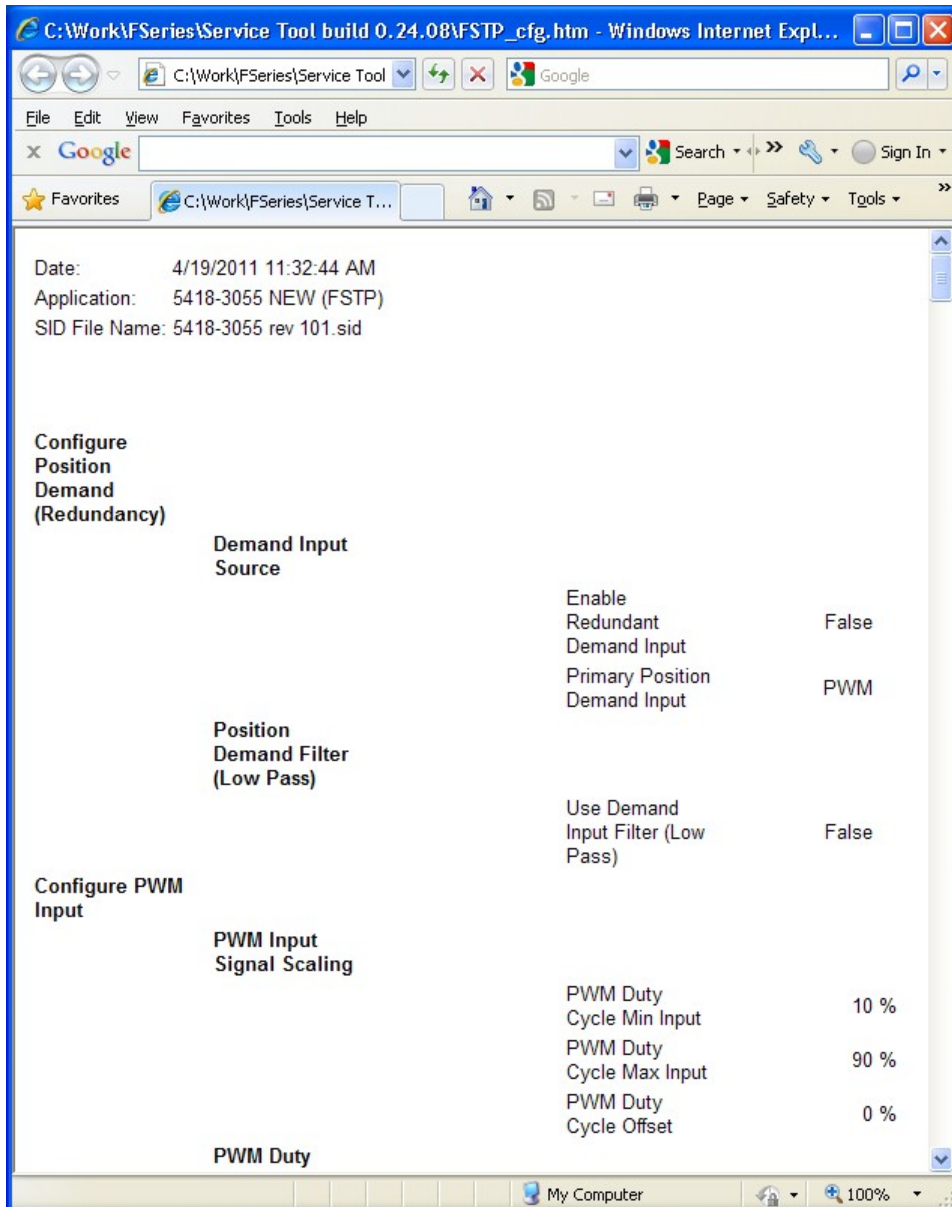 C:\Work\FSeries\Service Tool build 0.24.08\FSTP_cfg.htm - Windows Internet Expl...
C:\Work\FSeries\Service Tool
Google
File Edit View Favorites Tools Help
x Google Search Sign In
Favorites C:\Work\FSeries\Service T... Page Safety Tools
Date: 4/19/2011 11:32:44 AM
Application: 5418-3055 NEW (FSTP)
SID File Name: 5418-3055 rev 101.sid
Configure
Position
Demand
(Redundancy)
Demand Input
Source
Enable
Redundant
Demand Input
False
Primary Position
Demand Input
PWM
Position
Demand Filter
(Low Pass)
Use Demand
Input Filter (Low
Pass)
False
Configure PWM
Input
PWM Input
Signal Scaling
PWM Duty
Cycle Min Input
10 %
PWM Duty
Cycle Max Input
90 %
PWM Duty
Cycle Offset
0 %
PWM Duty
My Computer 100%